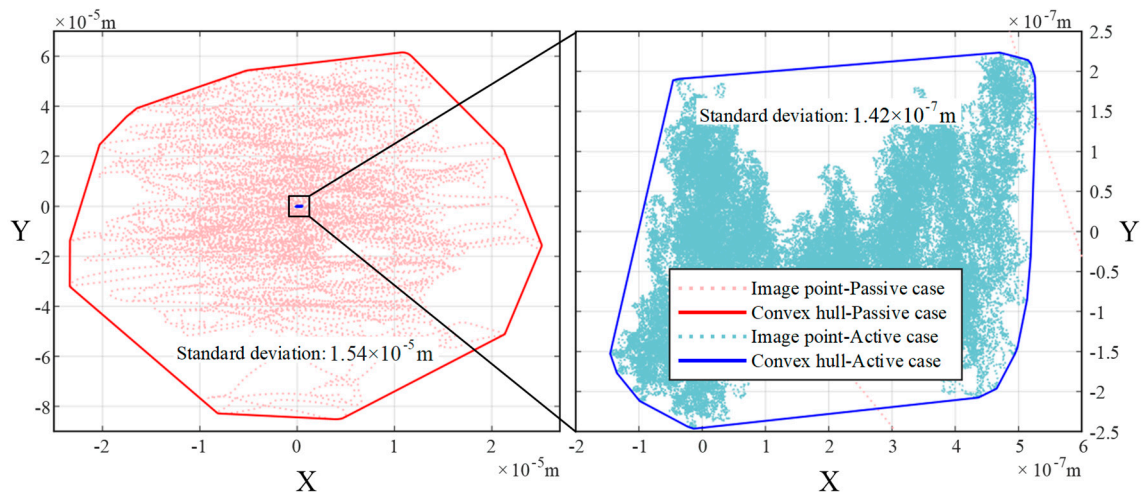 ×10⁻⁵m
6
4
2
0
-2
-4
-6
-8
Y
Standard deviation: 1.54×10⁻⁵ m
-2
-1
0
1
2
×10⁻⁵m
X
×10⁻⁷m
2.5
2
1.5
1
0.5
0
-0.5
-1
-1.5
-2
-2.5
Y
Standard deviation: 1.42×10⁻⁷ m
Image point-Passive case
Convex hull-Passive case
Image point-Active case
Convex hull-Active case
-2
-1
0
1
2
3
4
5
6
×10⁻⁷m
X